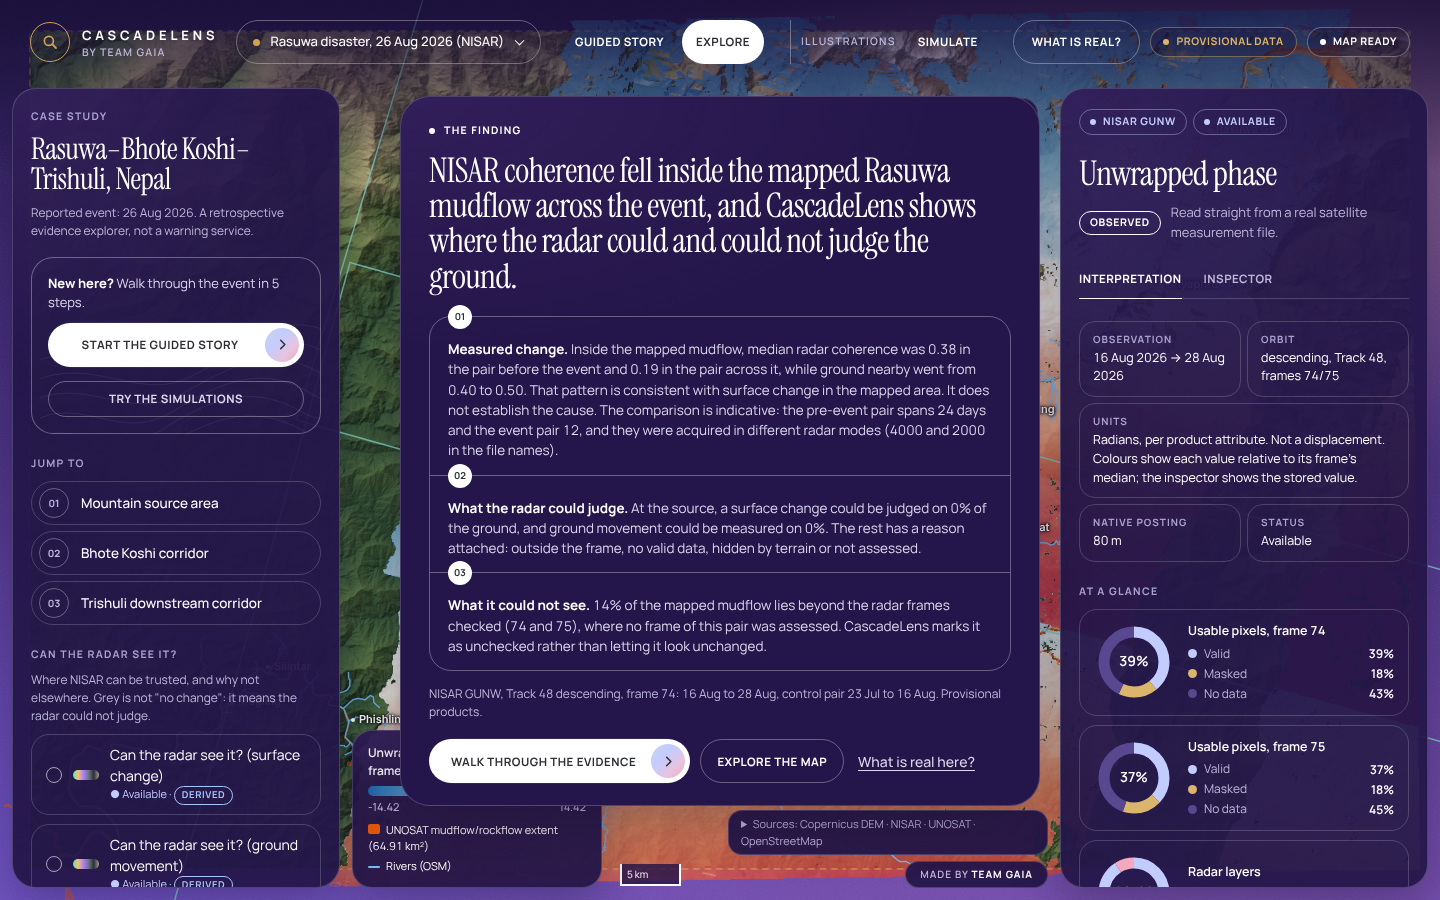 CASCADELENS
BY TEAM GAIA
Rasuwa disaster, 26 Aug 2026 (NISAR)
GUIDED STORY
EXPLORE
ILLUSTRATIONS
SIMULATE
WHAT IS REAL?
PROVISIONAL DATA
MAP READY
CASE STUDY
Rasuwa–Bhote Koshi–
Trishuli, Nepal
Reported event: 26 Aug 2026. A retrospective
evidence explorer, not a warning service.
New here? Walk through the event in 5
steps.
START THE GUIDED STORY
TRY THE SIMULATIONS
JUMP TO
01 Mountain source area
02 Bhote Koshi corridor
03 Trishuli downstream corridor
CAN THE RADAR SEE IT?
Where NISAR can be trusted, and why not
elsewhere. Grey is not "no change": it means the
radar could not judge.
Can the radar see it? (surface
change)
Available · DERIVED
Can the radar see it? (ground
movement)
Available · DERIVED
THE FINDING
NISAR coherence fell inside the mapped Rasuwa
mudflow across the event, and CascadeLens shows
where the radar could and could not judge the
ground.
01
Measured change. Inside the mapped mudflow, median radar coherence was 0.38 in
the pair before the event and 0.19 in the pair across it, while ground nearby went from
0.40 to 0.50. That pattern is consistent with surface change in the mapped area. It does
not establish the cause. The comparison is indicative: the pre-event pair spans 24 days
and the event pair 12, and they were acquired in different radar modes (4000 and 2000
in the file names).
02
What the radar could judge. At the source, a surface change could be judged on 0% of
the ground, and ground movement could be measured on 0%. The rest has a reason
attached: outside the frame, no valid data, hidden by terrain or not assessed.
03
What it could not see. 14% of the mapped mudflow lies beyond the radar frames
checked (74 and 75), where no frame of this pair was assessed. CascadeLens marks it
as unchecked rather than letting it look unchanged.
NISAR GUNW, Track 48 descending, frame 74: 16 Aug to 28 Aug, control pair 23 Jul to 16 Aug. Provisional
products.
WALK THROUGH THE EVIDENCE
EXPLORE THE MAP
What is real here?
Phishlin
Unwra
frame
-14.42
14.42
UNOSAT mudflow/rockflow extent
(64.91 km²)
Rivers (OSM)
5 km
Sources: Copernicus DEM · NISAR · UNOSAT ·
OpenStreetMap
MADE BY TEAM GAIA
ng
at
NISAR GUNW
AVAILABLE
Unwrapped phase
OBSERVED
Read straight from a real satellite
measurement file.
INTERPRETATION
INSPECTOR
OBSERVATION
16 Aug 2026 → 28 Aug
2026
ORBIT
descending, Track 48,
frames 74/75
UNITS
Radians, per product attribute. Not a displacement.
Colours show each value relative to its frame's
median; the inspector shows the stored value.
NATIVE POSTING
80 m
STATUS
Available
AT A GLANCE
39%
Usable pixels, frame 74
Valid 39%
Masked 18%
No data 43%
37%
Usable pixels, frame 75
Valid 37%
Masked 18%
No data 45%
Radar layers